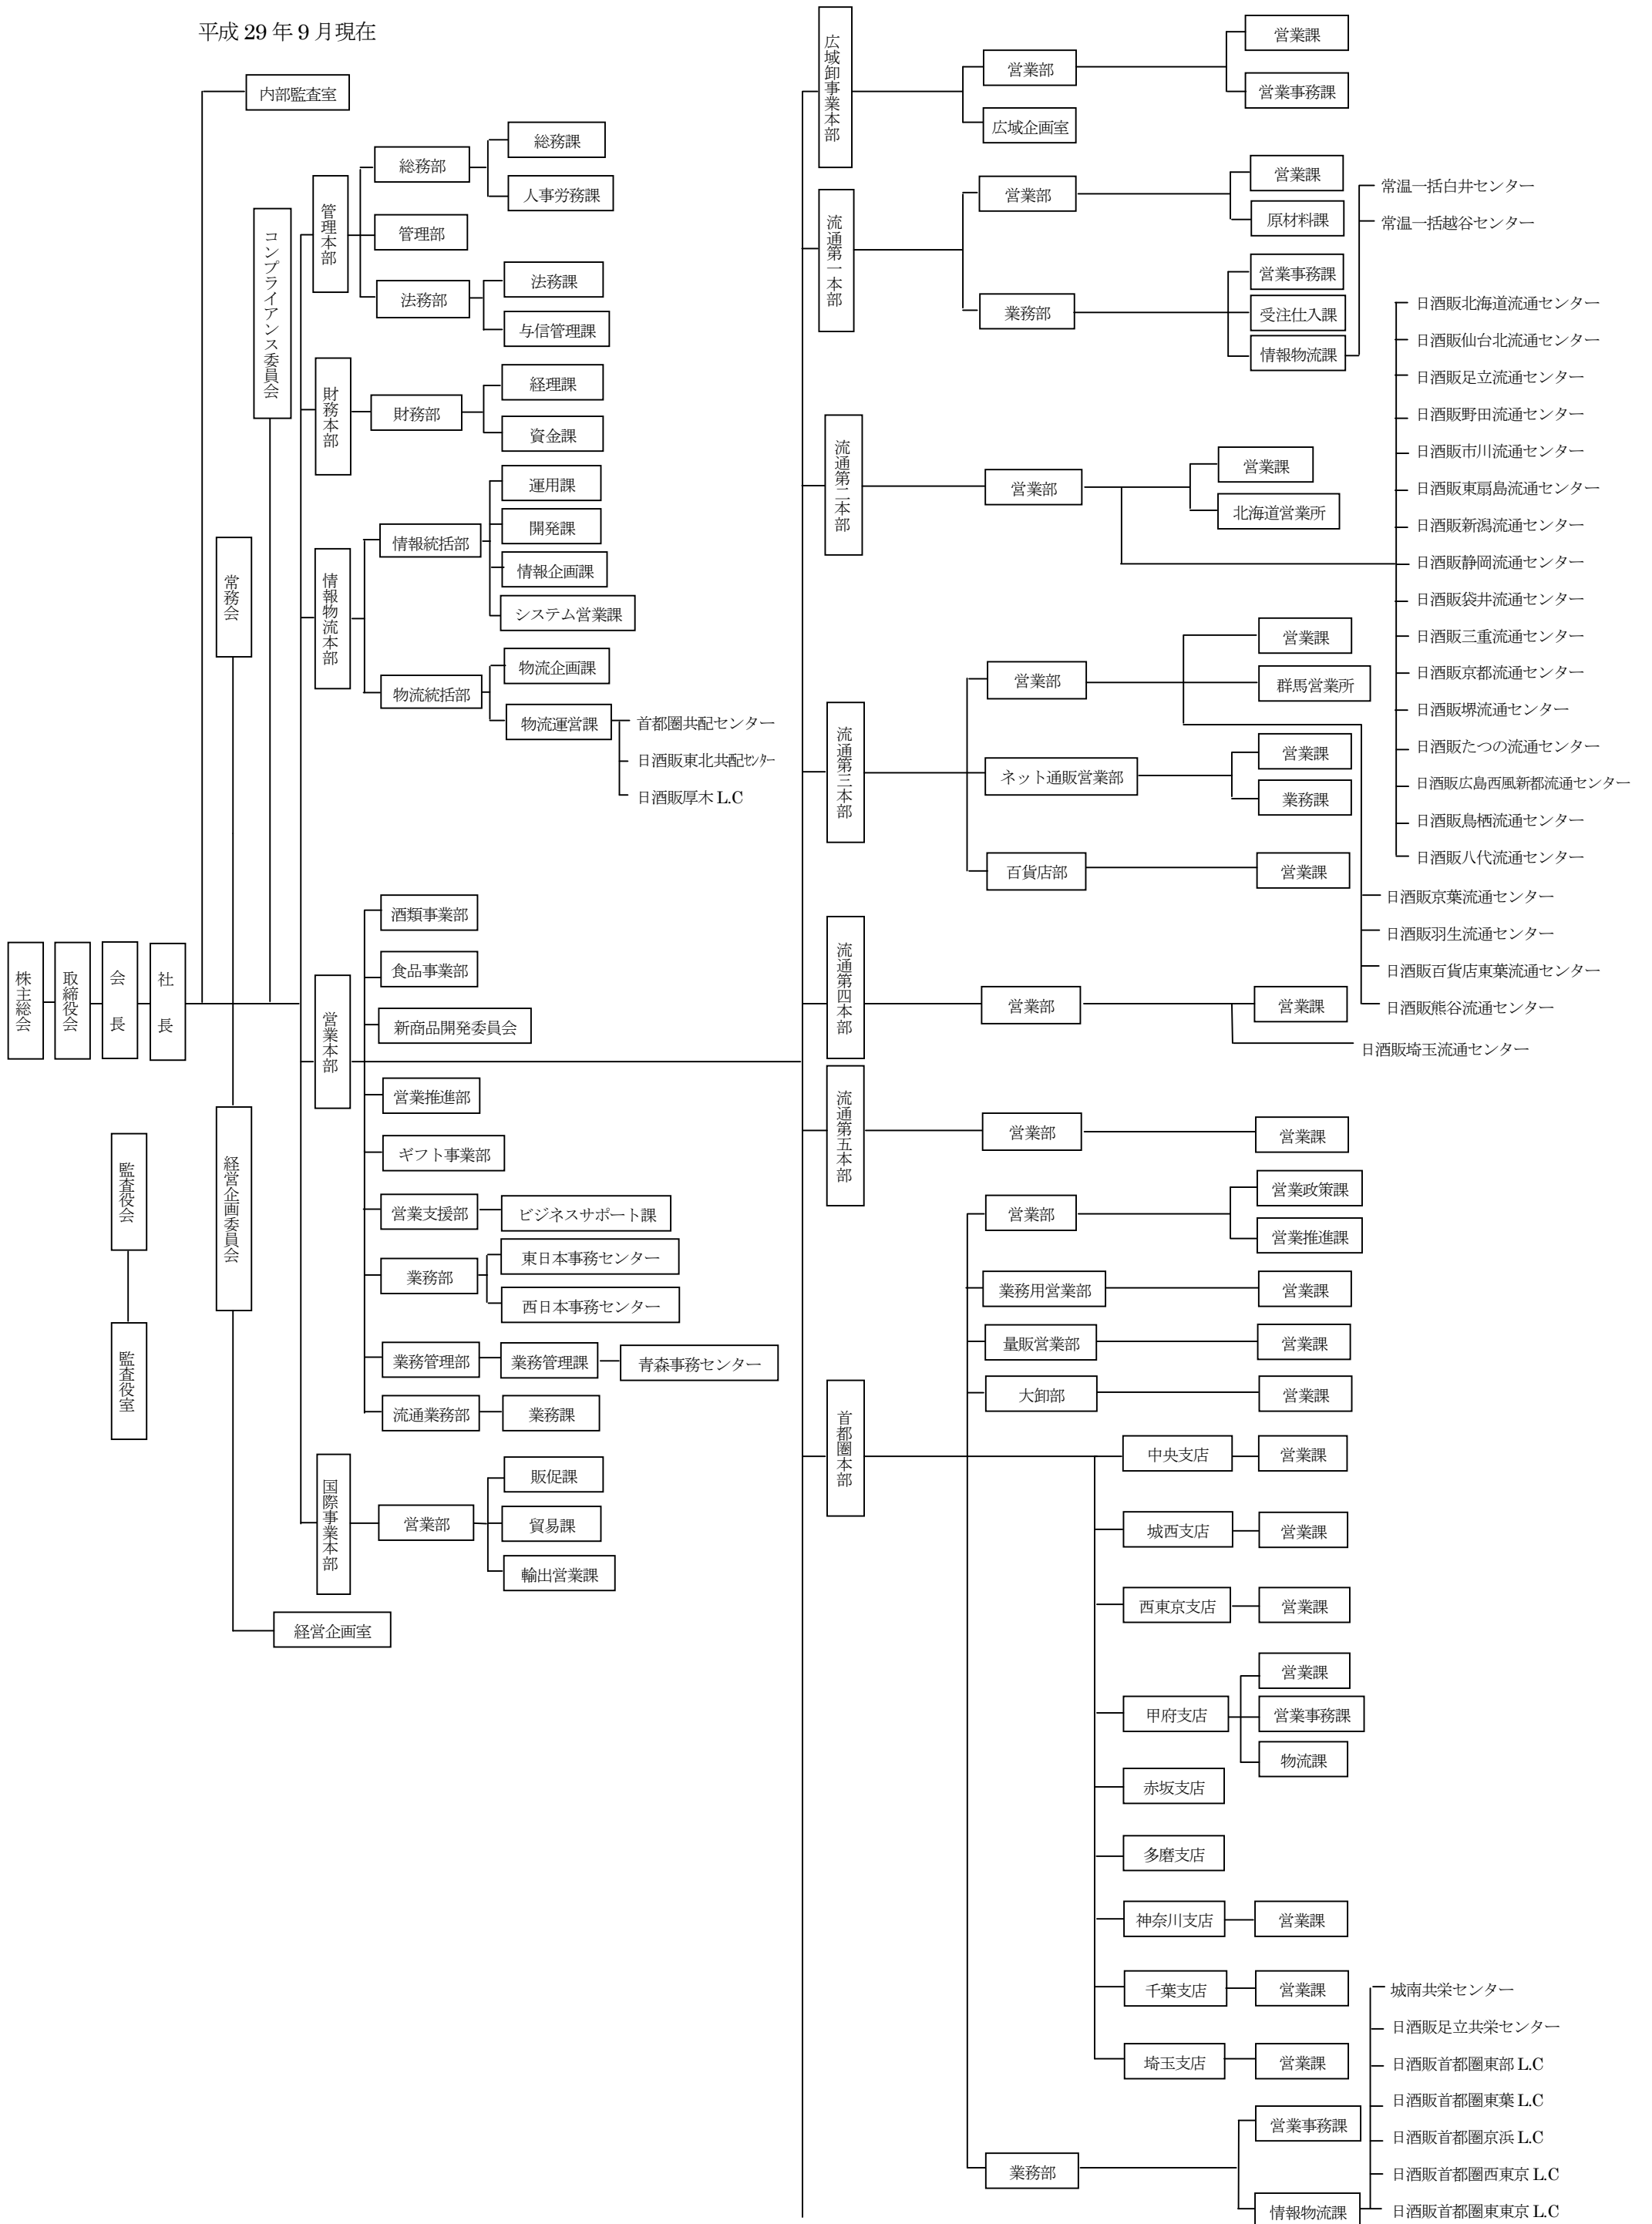 平成 29 年 9 月現在
内部監査室
コンプライアンス委員会
常務会
株主総会
取締役会
会長
社長
監査役会
監査役室
経営企画委員会
経営企画室
管理本部
総務部
総務課
人事労務課
管理部
法務部
法務課
与信管理課
財務本部
財務部
経理課
資金課
情報物流本部
情報統括部
運用課
開発課
情報企画課
システム営業課
物流統括部
物流企画課
物流運営課
首都圏共配センター
日酒販東北共配センター
日酒販厚木 L.C
営業本部
酒類事業部
食品事業部
新商品開発委員会
営業推進部
ギフト事業部
営業支援部
ビジネスサポート課
業務部
東日本事務センター
西日本事務センター
業務管理部
業務管理課
青森事務センター
流通業務部
業務課
国際事業本部
営業部
販促課
貿易課
輸出営業課
広域卸事業本部
営業部
営業課
営業事務課
広域企画室
流通第一本部
営業部
営業課
原材料課
業務部
営業事務課
受注仕入課
情報物流課
常温一括白井センター
常温一括越谷センター
流通第二本部
営業部
営業課
北海道営業所
日酒販北海道流通センター
日酒販仙台北流通センター
日酒販足立流通センター
日酒販野田流通センター
日酒販市川流通センター
日酒販東扇島流通センター
日酒販新潟流通センター
日酒販静岡流通センター
日酒販袋井流通センター
日酒販三重流通センター
日酒販京都流通センター
日酒販堺流通センター
日酒販たつの流通センター
日酒販広島西風新都流通センター
日酒販鳥栖流通センター
日酒販八代流通センター
流通第三本部
営業部
営業課
群馬営業所
ネット通販営業部
営業課
業務課
百貨店部
営業課
日酒販京葉流通センター
日酒販羽生流通センター
日酒販百貨店東葉流通センター
日酒販熊谷流通センター
流通第四本部
営業部
営業課
日酒販埼玉流通センター
流通第五本部
営業部
営業課
首都圏本部
営業部
営業政策課
営業推進課
業務用営業部
営業課
量販営業部
営業課
大卸部
営業課
中央支店
営業課
城西支店
営業課
西東京支店
営業課
甲府支店
営業課
営業事務課
物流課
赤坂支店
多磨支店
神奈川支店
営業課
千葉支店
営業課
埼玉支店
営業課
業務部
営業事務課
情報物流課
城南共栄センター
日酒販足立共栄センター
日酒販首都圏東部 L.C
日酒販首都圏東葉 L.C
日酒販首都圏京浜 L.C
日酒販首都圏西東京 L.C
日酒販首都圏東東京 L.C